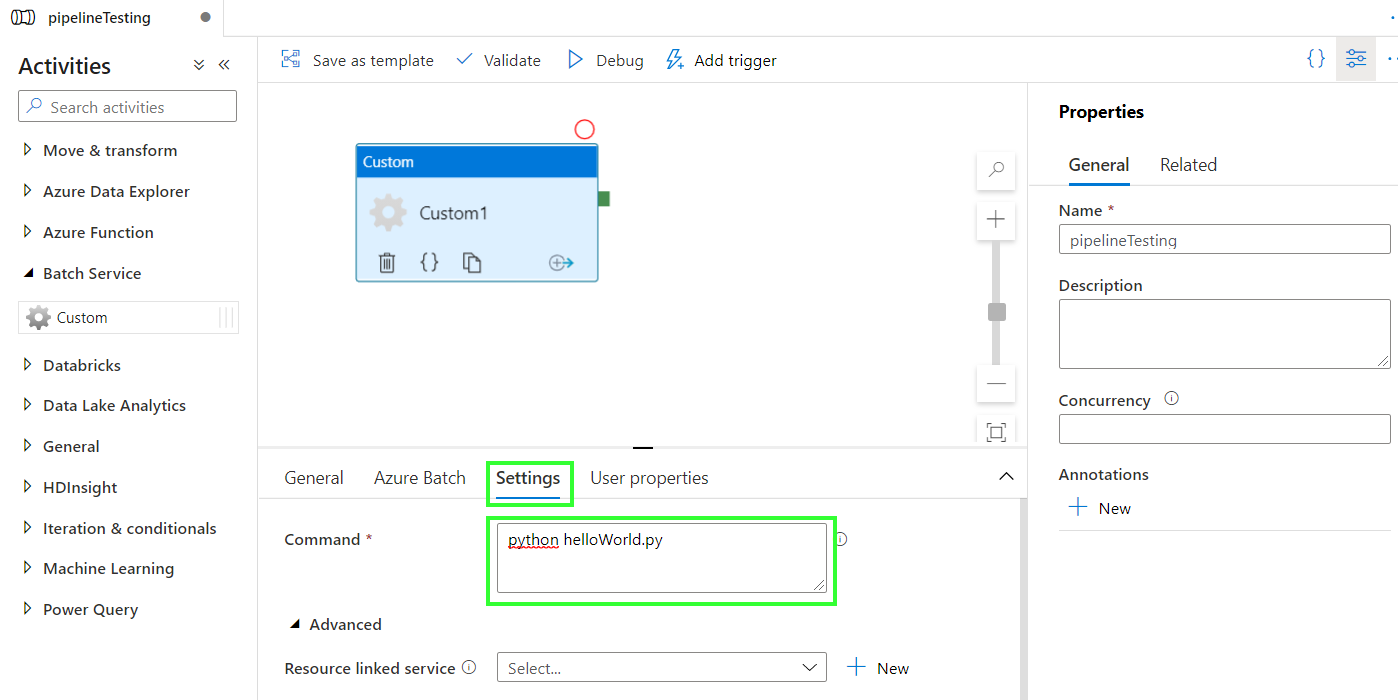 pipelineTesting
Activities
Search activities
Move & transform
Azure Data Explorer
Azure Function
Batch Service
Custom
Databricks
Data Lake Analytics
General
HDInsight
Iteration & conditionals
Machine Learning
Power Query
Save as template Validate Debug Add trigger
Custom
Custom1
General Azure Batch Settings User properties
Command *
python helloWorld.py
Advanced
Resource linked service Select... New
Properties
General Related
Name *
pipelineTesting
Description
Concurrency
Annotations
New